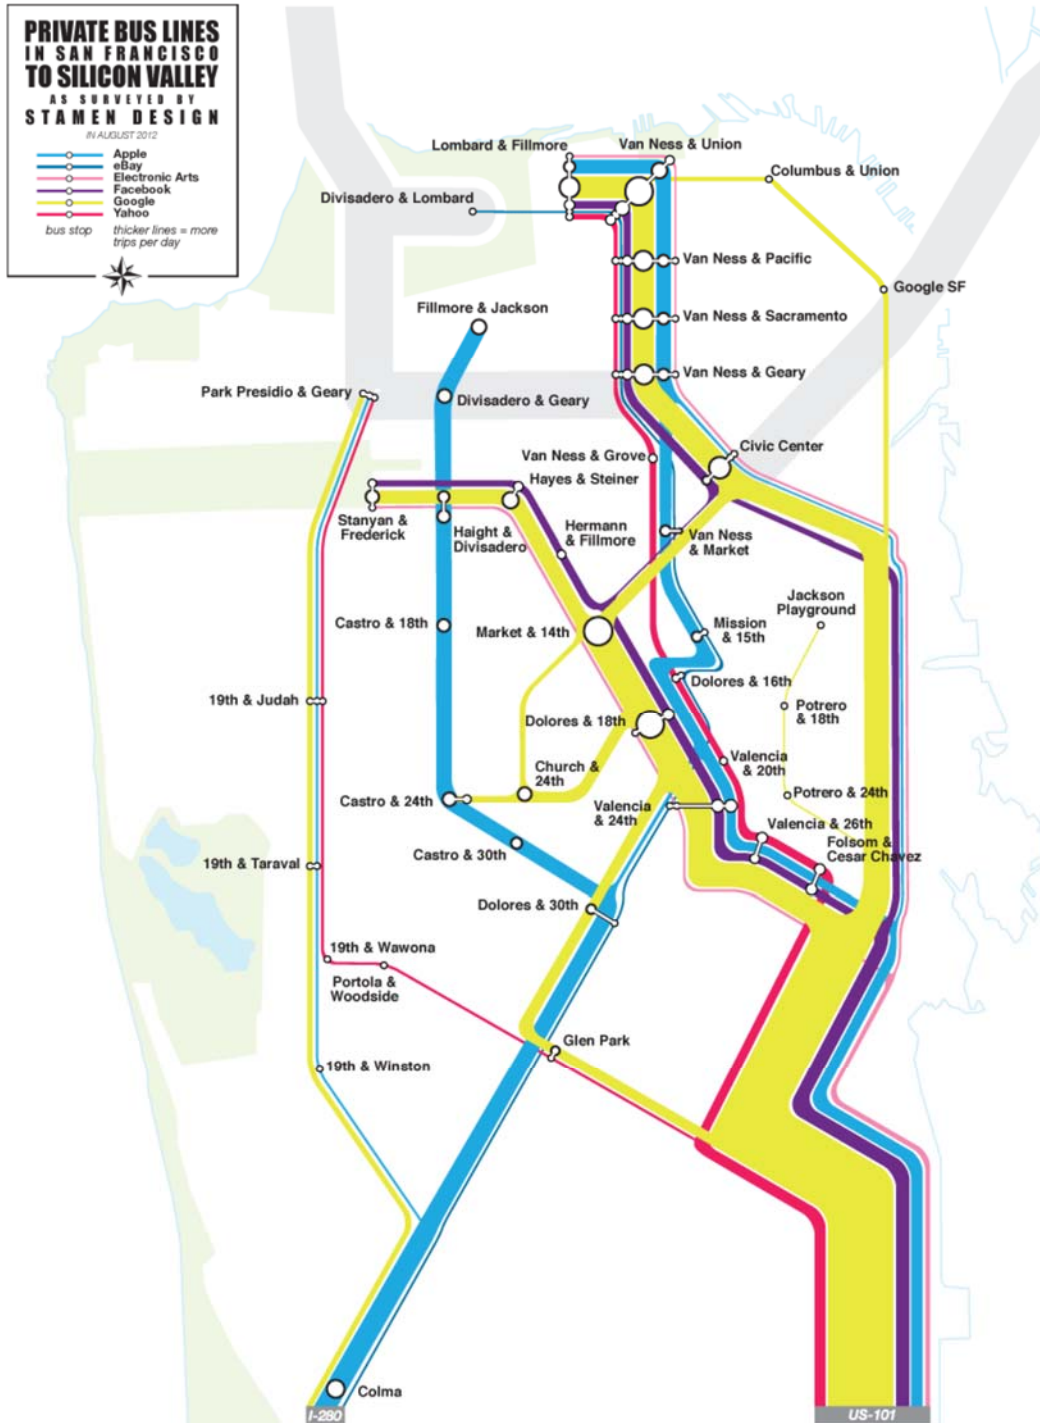 PRIVATE BUS LINES
IN SAN FRANCISCO
TO SILICON VALLEY
AS SURVEYED BY
STAMEN DESIGN
IN AUGUST 2012
Apple
eBay
Electronic Arts
Facebook
Google
Yahoo
bus stop
thicker lines = more
trips per day
Lombard & Fillmore
Van Ness & Union
Columbus & Union
Divisadero & Lombard
Van Ness & Pacific
Google SF
Fillmore & Jackson
Van Ness & Sacramento
Van Ness & Geary
Park Presidio & Geary
Divisadero & Geary
Civic Center
Van Ness & Grove
Hayes & Steiner
Stanyan &
Frederick
Haight &
Divisadero
Hermann
& Fillmore
Van Ness
& Market
Jackson
Playground
Castro & 18th
Market & 14th
Mission
& 15th
Dolores & 16th
19th & Judah
Dolores & 18th
Potrero
& 18th
Valencia
& 20th
Church &
24th
Castro & 24th
Valencia
& 24th
Potrero & 24th
Valencia & 26th
Folsom &
Cesar Chavez
Castro & 30th
19th & Taraval
Dolores & 30th
19th & Wawona
Portola &
Woodside
Glen Park
19th & Winston
Colma
I-280
US-101